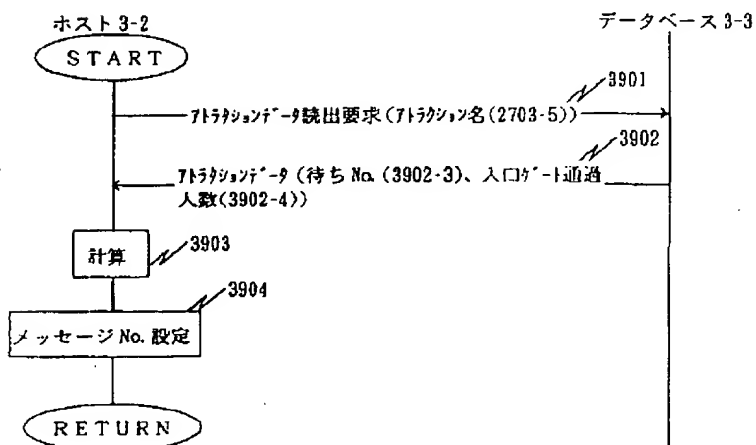 ホスト 3-2
データベース 3-3
START
3901
アトラクションデータ読出要求(アトラクション名(2703-5))
3902
アトラクションデータ(待ち No.(3902-3)、入口ゲート通過
人数(3902-4))
計算
3903
3904
メッセージ No. 設定
RETURN